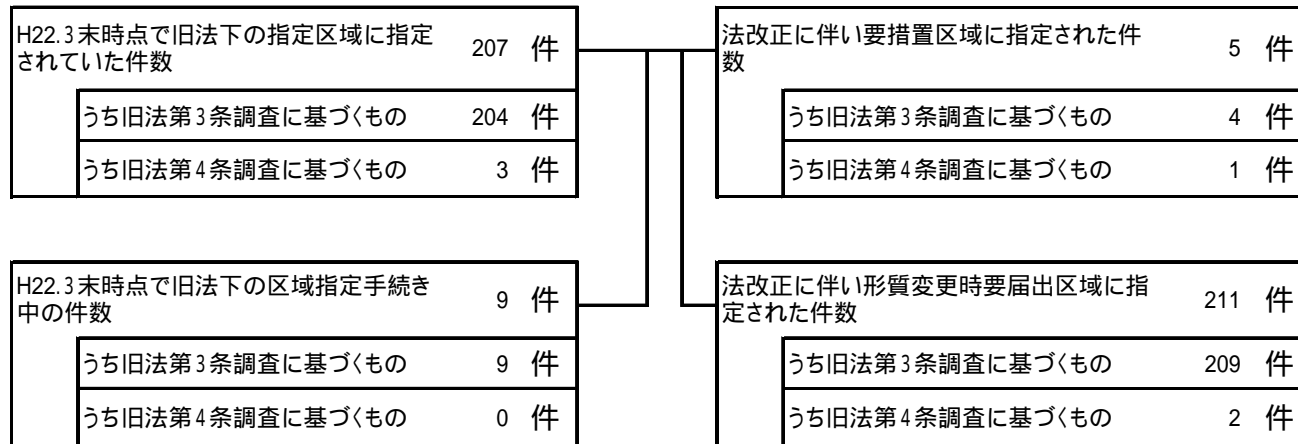 H22.3末時点で旧法下の指定区域に指定
されていた件数 207 件
うち旧法第3条調査に基づくもの 204 件
うち旧法第4条調査に基づくもの 3 件
法改正に伴い要措置区域に指定された件
数 5 件
うち旧法第3条調査に基づくもの 4 件
うち旧法第4条調査に基づくもの 1 件
H22.3末時点で旧法下の区域指定手続き
中の件数 9 件
うち旧法第3条調査に基づくもの 9 件
うち旧法第4条調査に基づくもの 0 件
法改正に伴い形質変更時要届出区域に指
定された件数 211 件
うち旧法第3条調査に基づくもの 209 件
うち旧法第4条調査に基づくもの 2 件